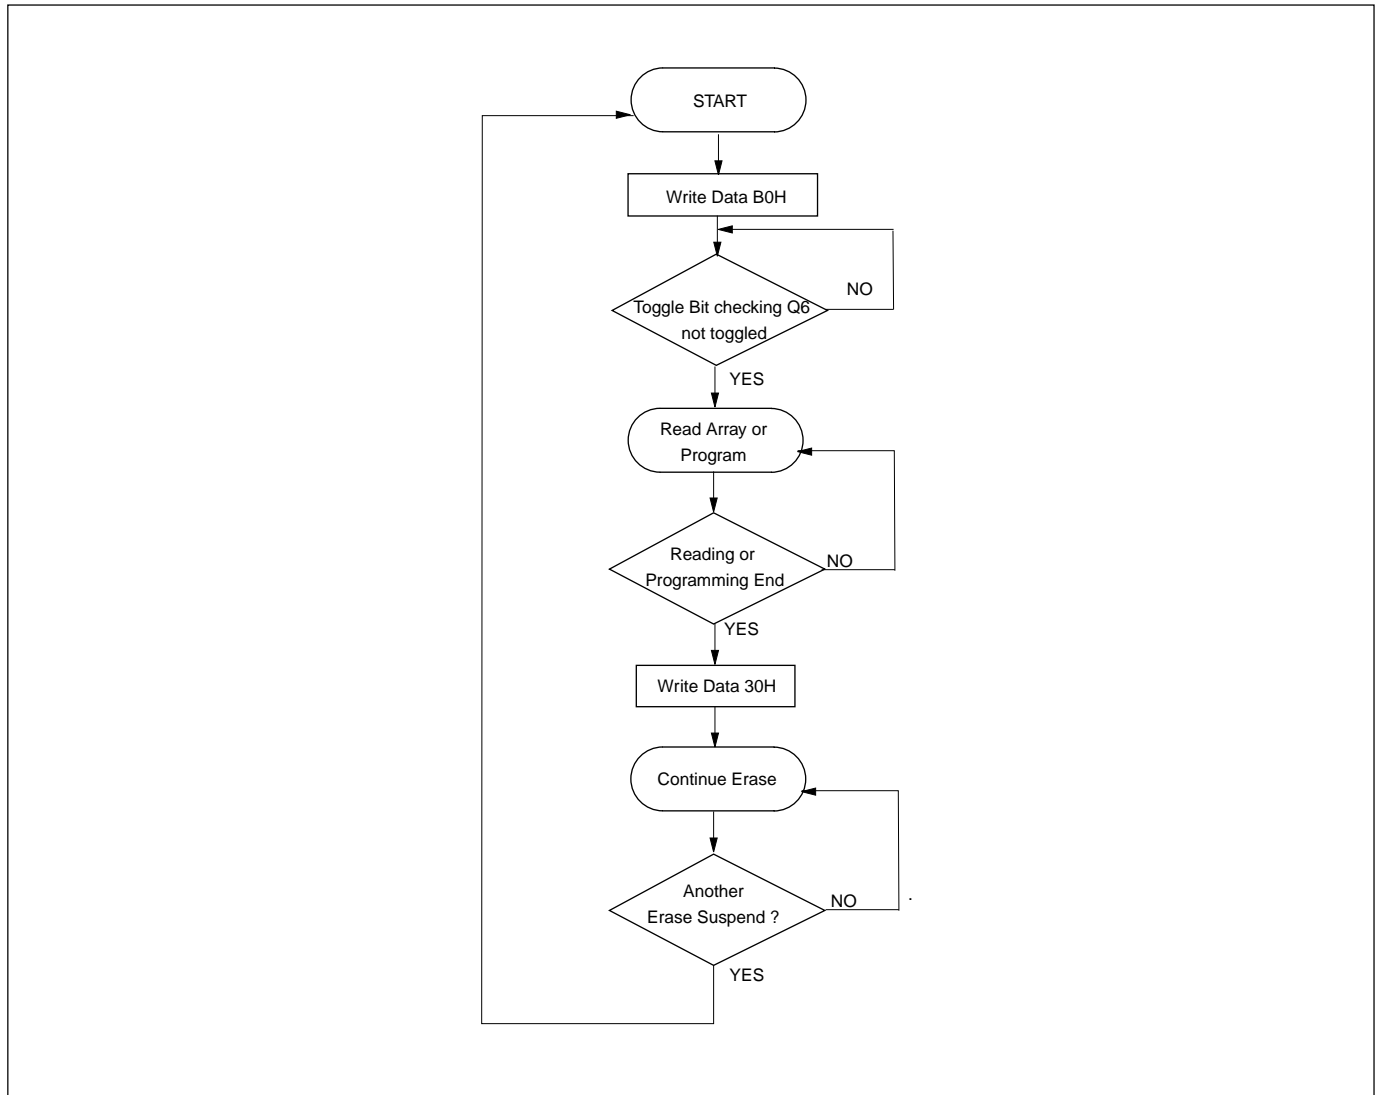 START
Write Data B0H
NO
Toggle Bit checking Q6
not toggled
YES
Read Array or
Program
Reading or
NO
Programming End
YES
Write Data 30H
Continue Erase
Another
NO
Erase Suspend ?
.
YES